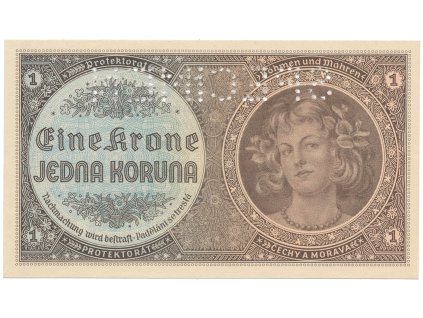 1 Protektorat Böhmen und Mähren 1
Eine Krone
JEDNA KORUNA
Nachmachung wird bestraft · Padělání se trestá
1 PROTEKTORÁT ČECHY A MORAVA 1